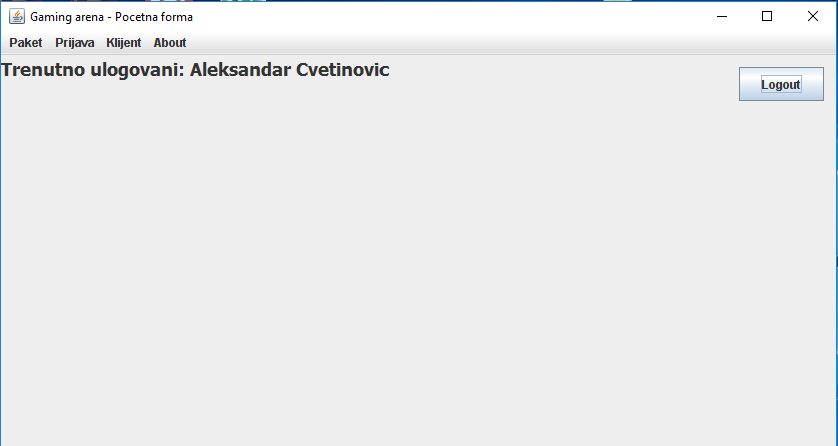 Gaming arena - Pocetna forma
Paket Prijava Klijent About
Trenutno ulogovani: Aleksandar Cvetinovic
Logout